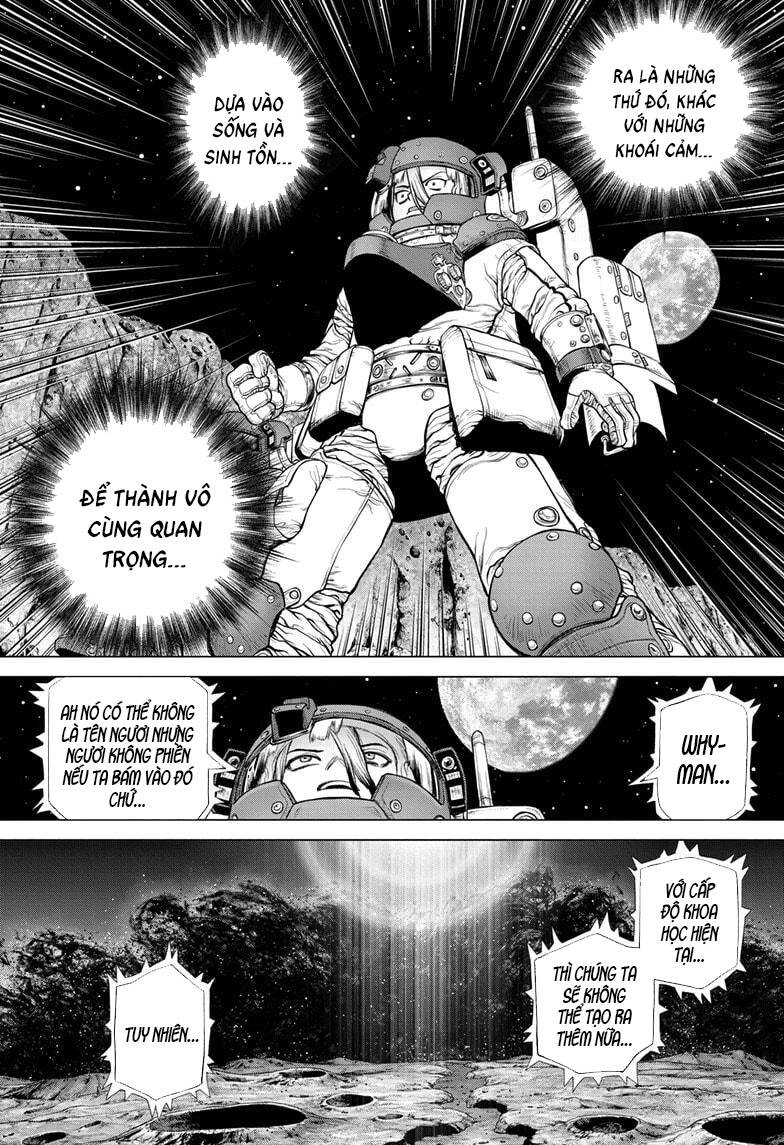 RA LÀ NHỮNG
THỨ ĐÓ, KHÁC
VỚI NHỮNG
KHOÁI CẢM...
DỰA VÀO
SỐNG VÀ
SINH TỒN...
ĐỂ THÀNH VÔ
CÙNG QUAN
TRỌNG...
WHY-
MAN...
AH NÓ CÓ THỂ KHÔNG
LÀ TÊN NGƯƠI NHƯNG
NGƯƠI KHÔNG PHIỀN
NẾU TA BÁM VÀO ĐÓ
CHỨ...
VỚI CẤP
ĐỘ KHOA
HỌC HIỆN
TẠI...
THÌ CHÚNG TA
SẼ KHÔNG
THỂ TẠO RA
THÊM NỮA...
TUY NHIÊN...